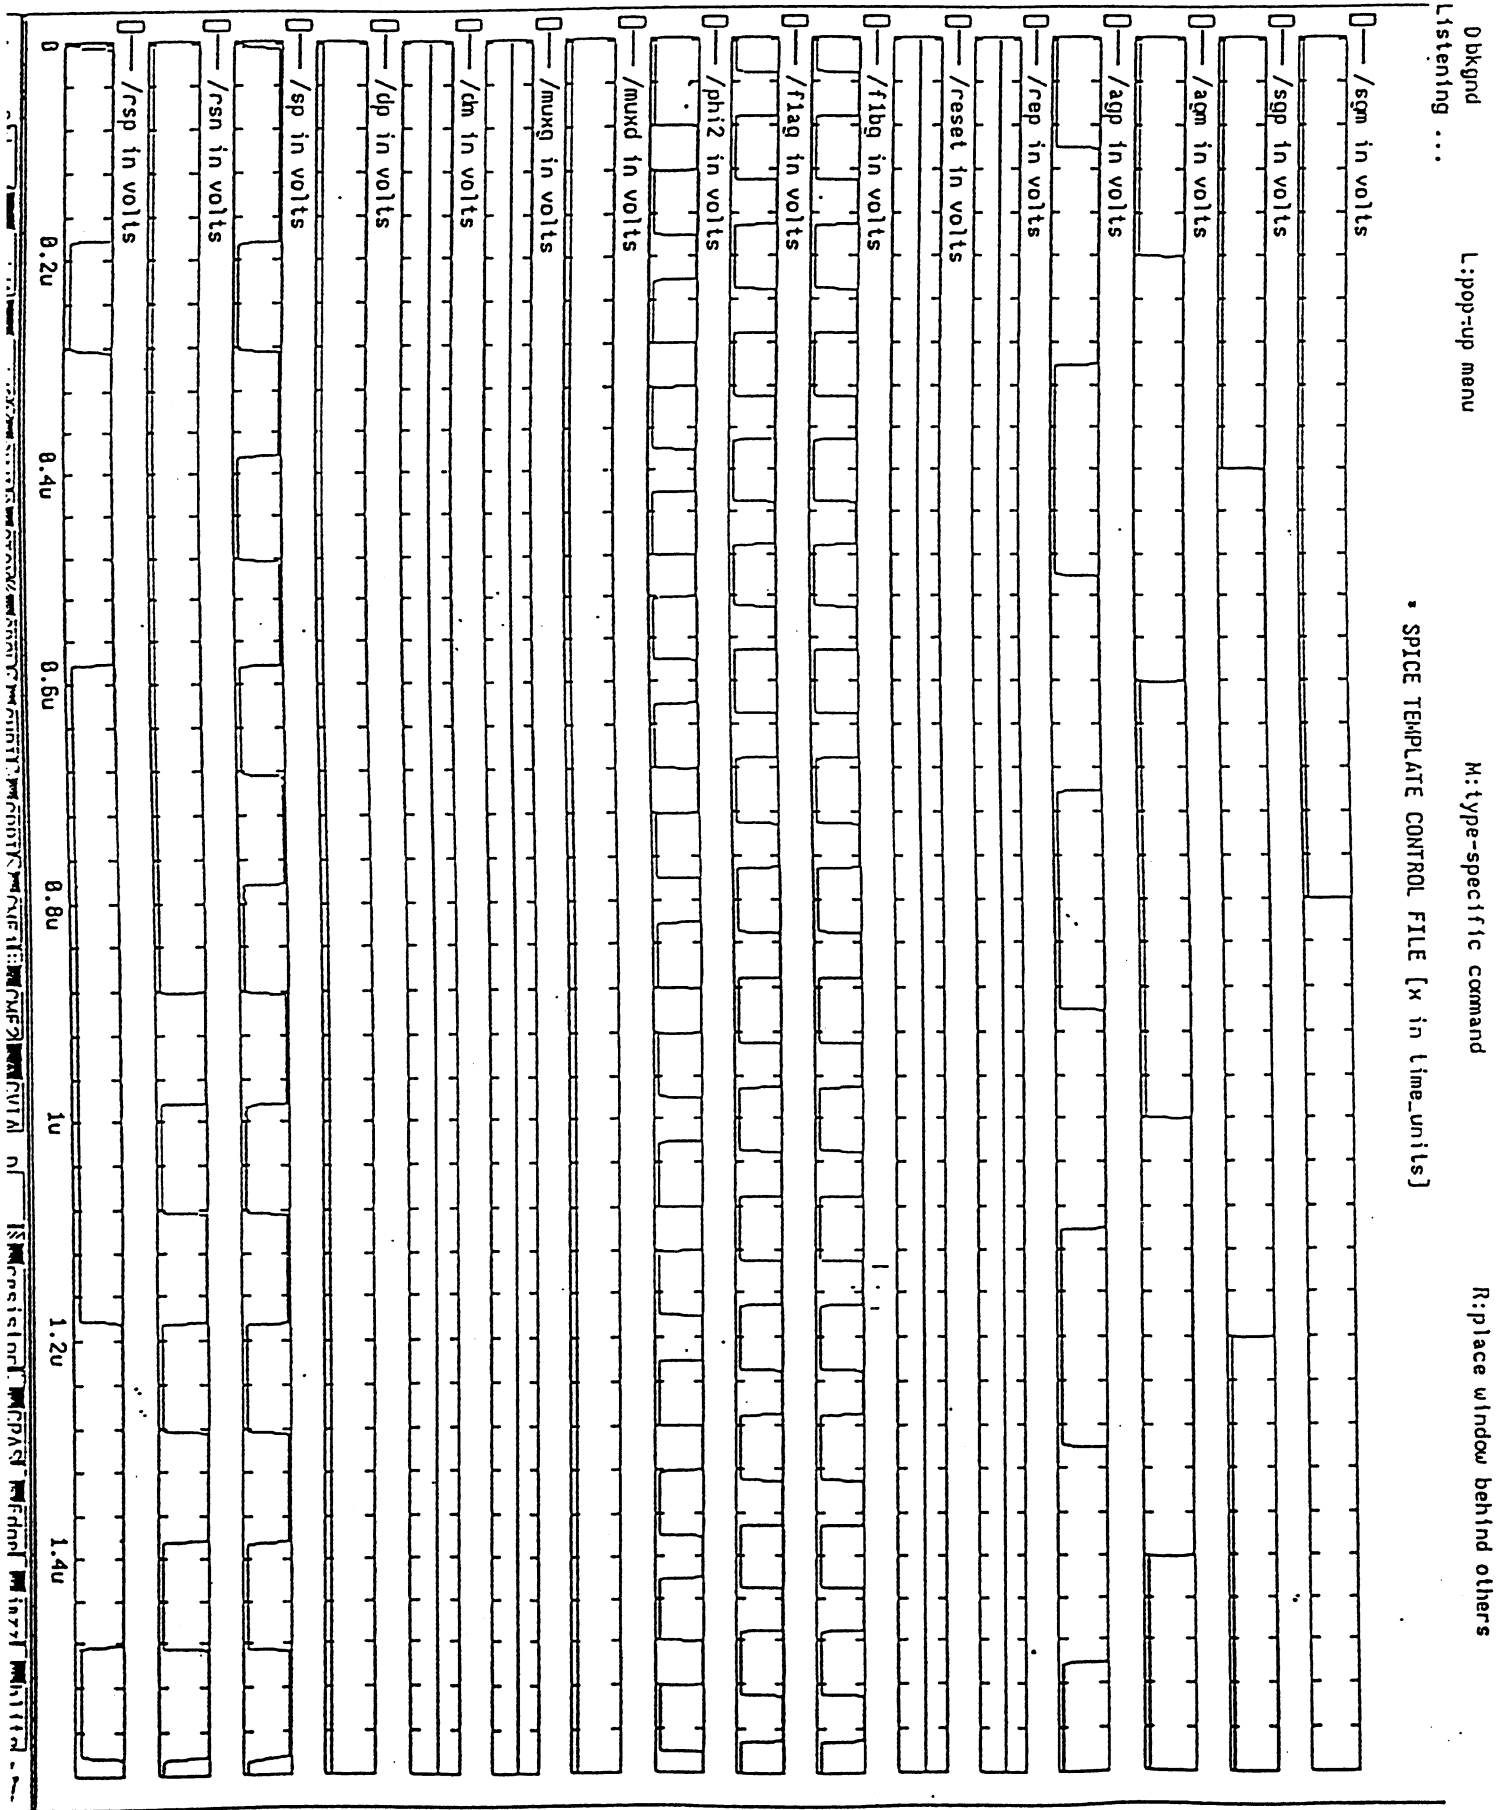 0 bkgnd L:pop-up menu M:type-specific command R:place window behind others
Listening ...
* SPICE TEMPLATE CONTROL FILE [x in time_units]
/sgm in volts
/sgp in volts
/agm in volts
/agp in volts
/rep in volts
/reset in volts
/flbg in volts
/flag in volts
/phi2 in volts
/muxd in volts
/muxg in volts
/dm in volts
/dp in volts
/sp in volts
/rsn in volts
/rsp in volts
0 0.2u 0.4u 0.6u 0.8u 1u 1.2u 1.4u